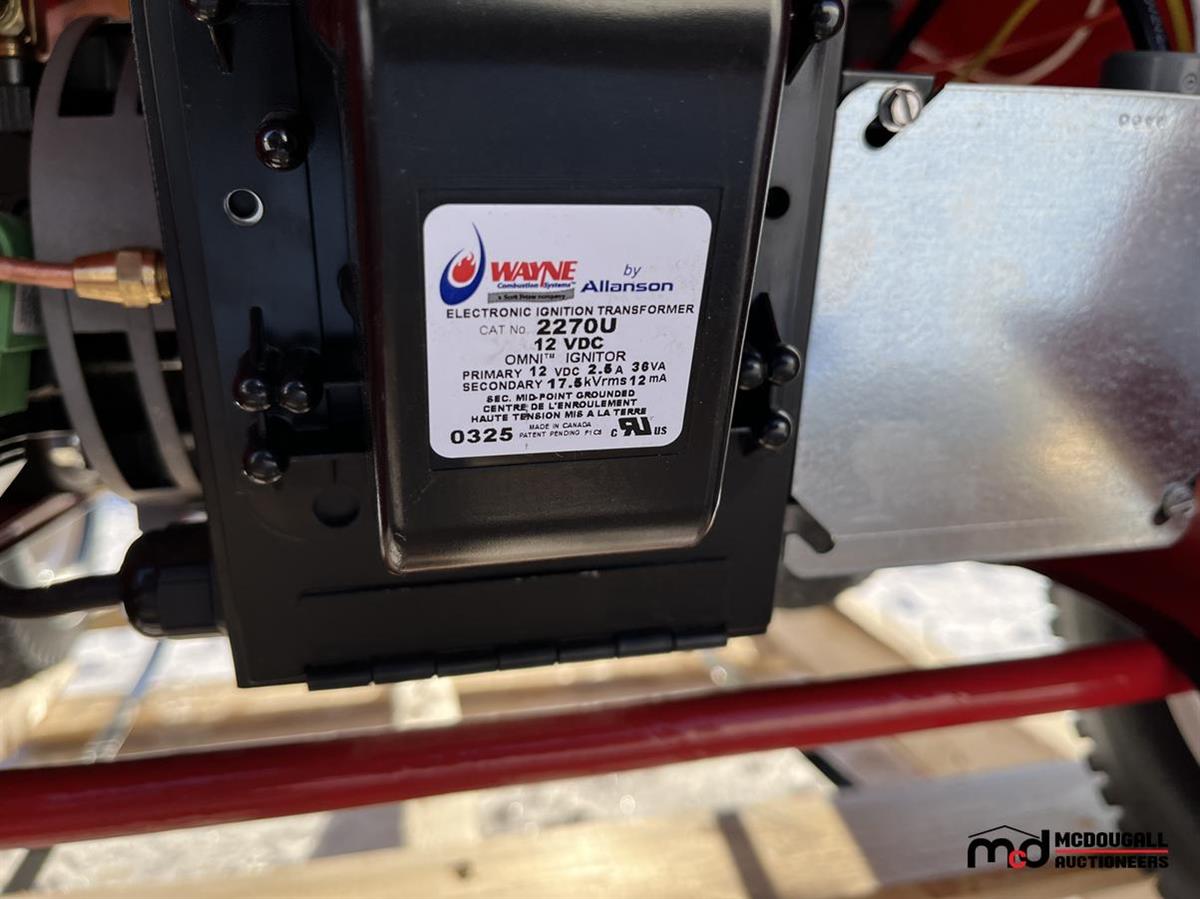 WAYNE by
Combustion Systems™ Allanson
a Scott Fetzer company
ELECTRONIC IGNITION TRANSFORMER
CAT No. 2270U
12 VDC
OMNI™ IGNITOR
PRIMARY 12 VDC 2.5A 36VA
SECONDARY 17.5kVrms 12mA
SEC. MID-POINT GROUNDED
CENTRE DE L'ENROULEMENT
HAUTE TENSION MIS A LA TERRE
0325 MADE IN CANADA
PATENT PENDING c US
mcd MCDOUGALL
AUCTIONEERS